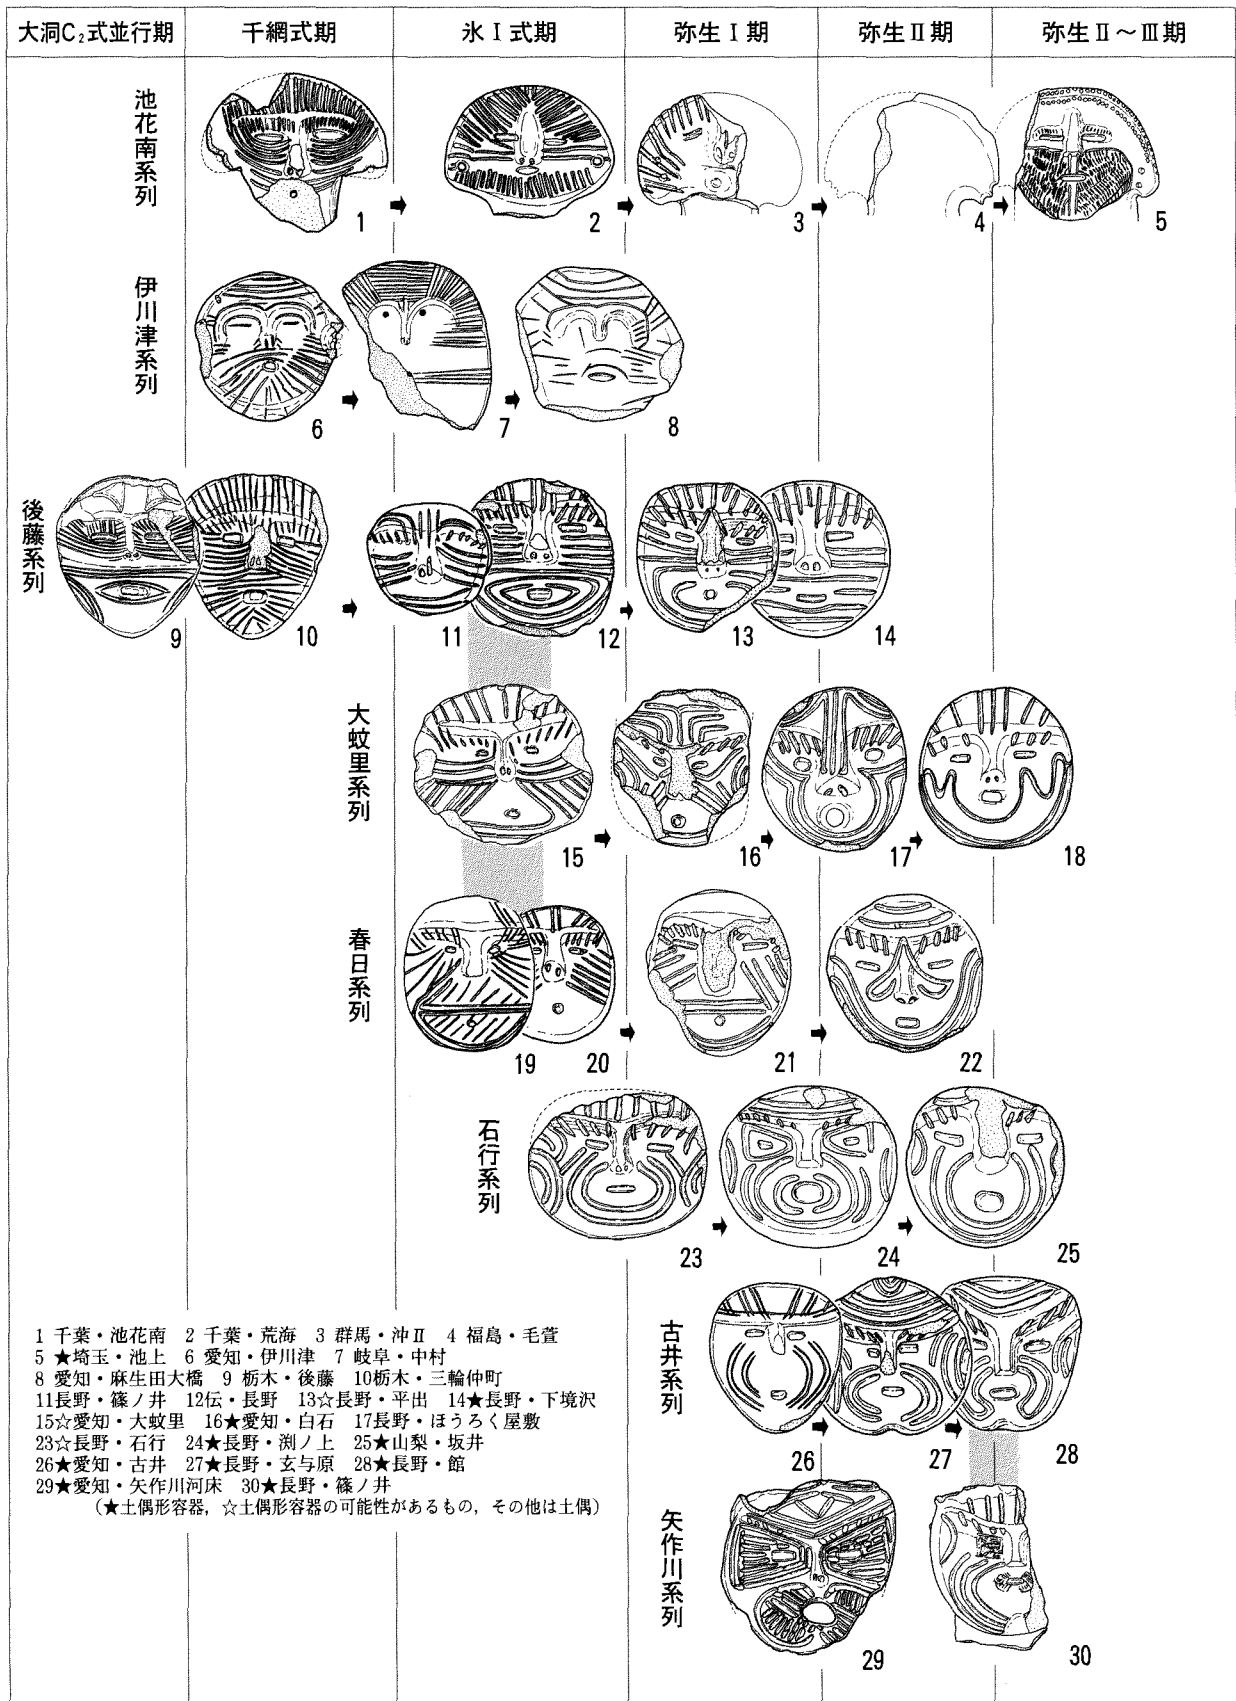 大洞C₂式並行期 千網式期 氷Ⅰ式期 弥生Ⅰ期 弥生Ⅱ期 弥生Ⅱ～Ⅲ期
池花南系列
1 2 3 4 5
伊川津系列
6 7 8
後藤系列
9 10 11 12 13 14
大蚊里系列
15 16 17 18
春日系列
19 20 21 22
石行系列
23 24 25
古井系列
26 27 28
矢作川系列
29 30
1 千葉・池花南 2 千葉・荒海 3 群馬・沖Ⅱ 4 福島・毛萱
5 ★埼玉・池上 6 愛知・伊川津 7 岐阜・中村
8 愛知・麻生田大橋 9 栃木・後藤 10栃木・三輪仲町
11長野・篠ノ井 12伝・長野 13☆長野・平出 14★長野・下境沢
15☆愛知・大蚊里 16★愛知・白石 17長野・ほうろく屋敷
23☆長野・石行 24★長野・渕ノ上 25★山梨・坂井
26★愛知・古井 27★長野・玄与原 28★長野・館
29★愛知・矢作川河床 30★長野・篠ノ井
（★土偶形容器，☆土偶形容器の可能性があるもの，その他は土偶）